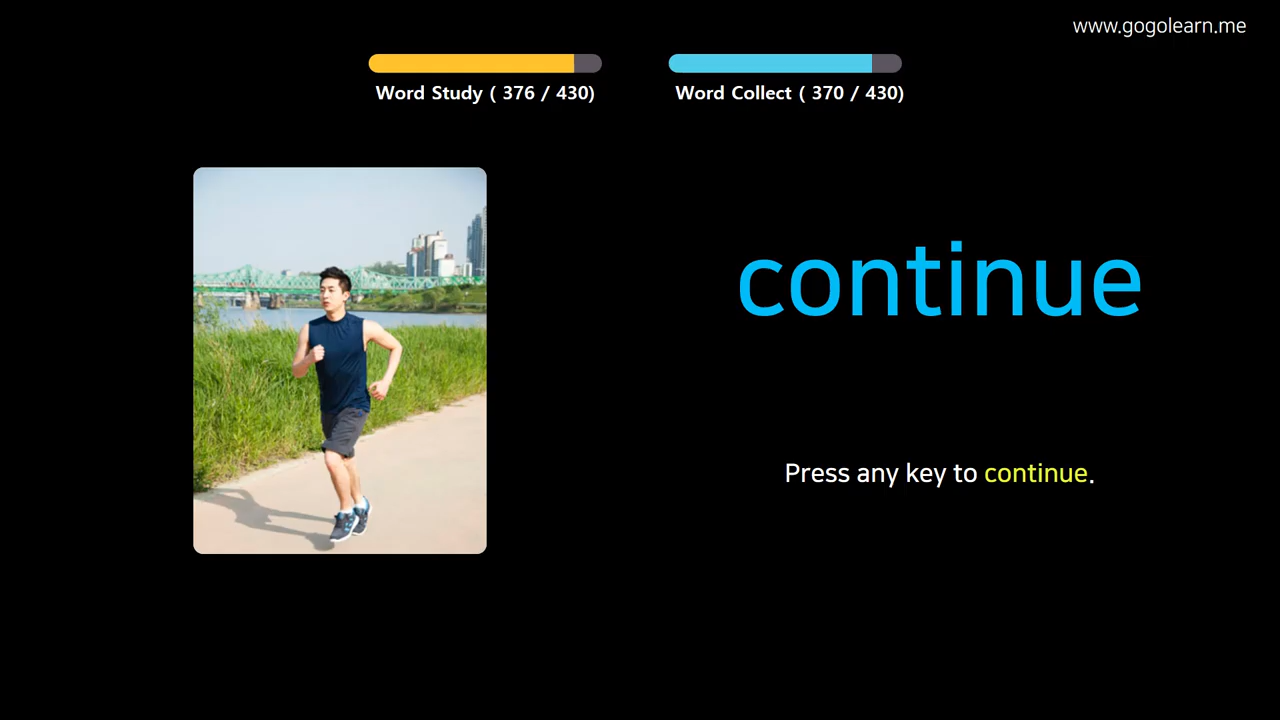 www.gogolearn.me
Word Study ( 376 / 430)
Word Collect ( 370 / 430)
continue
Press any key to continue.